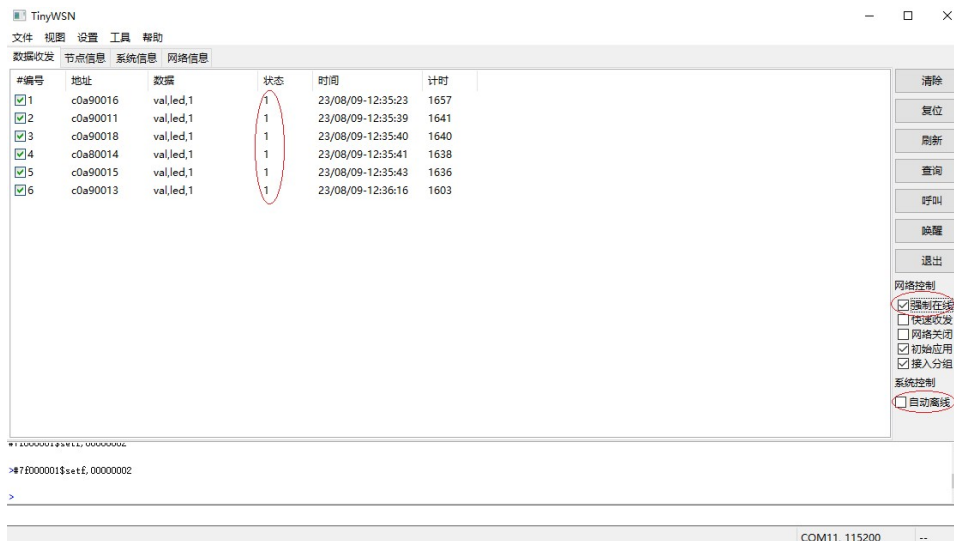 TinyWSN
文件 视图 设置 工具 帮助
数据收发 节点信息 系统信息 网络信息
#编号 地址 数据 状态 时间 计时
1 c0a90016 val,led,1 1 23/08/09-12:35:23 1657
2 c0a90011 val,led,1 1 23/08/09-12:35:39 1641
3 c0a90018 val,led,1 1 23/08/09-12:35:40 1640
4 c0a80014 val,led,1 1 23/08/09-12:35:41 1638
5 c0a90015 val,led,1 1 23/08/09-12:35:43 1636
6 c0a90013 val,led,1 1 23/08/09-12:36:16 1603
清除
复位
刷新
查询
呼叫
唤醒
退出
网络控制
强制在线
快速收发
网络关闭
初始应用
接入分组
系统控制
自动离线
>#7f000001$setf,00000002
>
COM11, 115200 --